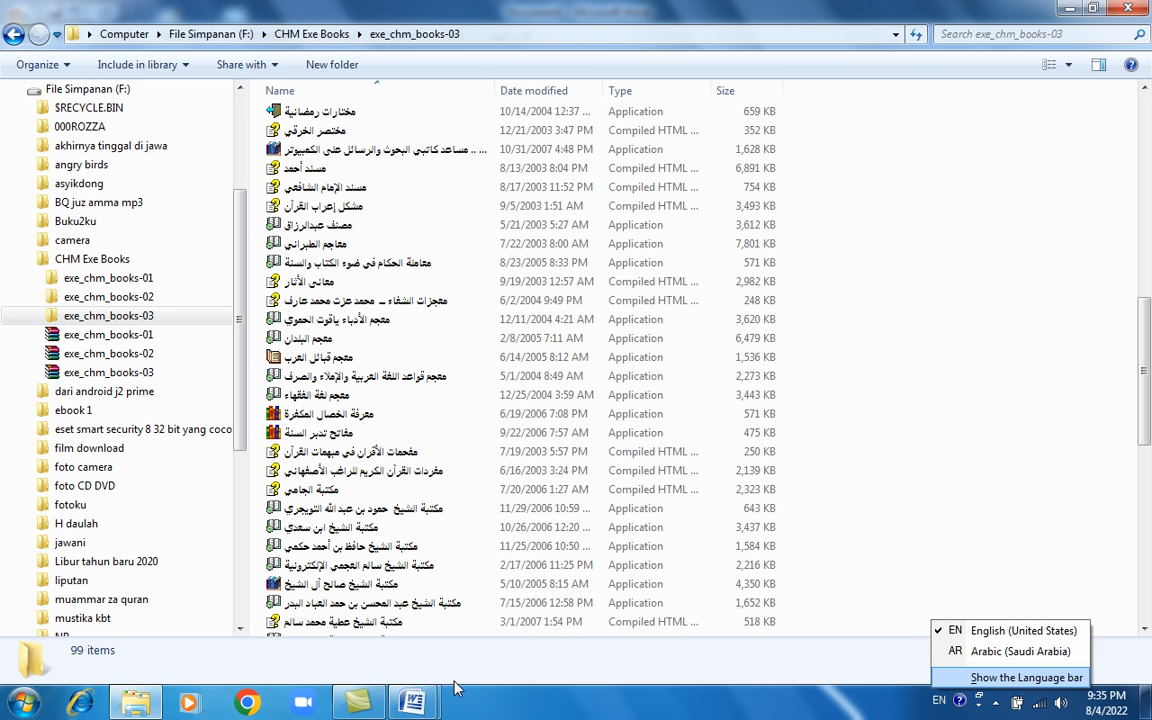 Computer ▸ File Simpanan (F:) ▸ CHM Exe Books ▸ exe_chm_books-03
Search exe_chm_books-03
Organize Include in library Share with New folder
File Simpanan (F:)
$RECYCLE.BIN
000ROZZA
akhirnya tinggal di jawa
angry birds
asyikdong
BQ juz amma mp3
Buku2ku
camera
CHM Exe Books
exe_chm_books-01
exe_chm_books-02
exe_chm_books-03
exe_chm_books-01
exe_chm_books-02
exe_chm_books-03
dari android j2 prime
ebook 1
eset smart security 8 32 bit yang coco
film download
foto camera
foto CD DVD
fotoku
H daulah
jawani
Libur tahun baru 2020
liputan
muammar za quran
mustika kbt
Name Date modified Type Size
مختارات رمضانية 10/14/2004 12:37 ... Application 659 KB
مختصر الخرقي 12/21/2003 3:47 PM Compiled HTML ... 352 KB
مساعد كاتبي البحوث والرسائل على الكمبيوتر .. ... 10/31/2007 4:48 PM Application 1,628 KB
مسند أحمد 8/13/2003 8:04 PM Compiled HTML ... 6,891 KB
مسند الإمام الشافعي 8/17/2003 11:52 PM Compiled HTML ... 754 KB
مشكل إعراب القرآن 9/5/2003 1:51 AM Compiled HTML ... 3,493 KB
مصنف عبدالرزاق 5/21/2003 5:27 AM Application 3,612 KB
معاجم الطبراني 7/22/2003 8:00 AM Application 7,801 KB
معاملة الحكام في ضوء الكتاب والسنة 8/23/2005 8:33 PM Application 571 KB
معاني الأثار 9/19/2003 12:57 AM Compiled HTML ... 2,982 KB
معجزات الشفاء ــ محمد عزت محمد عارف 6/2/2004 9:49 PM Compiled HTML ... 248 KB
معجم الأدباء ياقوت الحموي 12/11/2004 4:21 AM Application 3,620 KB
معجم البلدان 2/8/2005 7:11 AM Application 6,479 KB
معجم قبائل العرب 6/14/2005 8:12 AM Application 1,536 KB
معجم قواعد اللغة العربية والإملاء والصرف 5/1/2004 8:49 AM Application 2,273 KB
معجم لغة الفقهاء 12/25/2004 3:59 AM Application 3,443 KB
معرفة الخصال المكفرة 6/19/2006 7:08 PM Application 571 KB
مفاتح تدبر السنة 9/22/2006 7:57 AM Application 475 KB
مفحمات الأقران في مبهمات القرآن 7/19/2003 5:57 PM Compiled HTML ... 250 KB
مفردات القرآن الكريم للراغب الأصفهاني 6/16/2003 3:24 PM Compiled HTML ... 2,139 KB
مكتبة الجامي 7/20/2006 1:27 AM Compiled HTML ... 2,323 KB
مكتبة الشيخ حمود بن عبد الله التويجري 11/29/2006 10:59 ... Application 643 KB
مكتبة الشيخ ابن سعدي 10/26/2006 12:20 ... Application 3,437 KB
مكتبة الشيخ حافظ بن أحمد حكمي 11/25/2006 10:50 ... Application 1,584 KB
مكتبة الشيخ سالم العجمي الإلكترونية 2/17/2006 11:25 PM Application 2,216 KB
مكتبة الشيخ صالح آل الشيخ 5/10/2005 8:15 AM Application 4,350 KB
مكتبة الشيخ عبد المحسن بن حمد العباد البدر 7/15/2006 12:58 PM Application 1,652 KB
مكتبة الشيخ عطية محمد سالم 3/1/2007 1:54 PM Application 518 KB
99 items
EN English (United States)
AR Arabic (Saudi Arabia)
Show the Language bar
EN
9:35 PM
8/4/2022